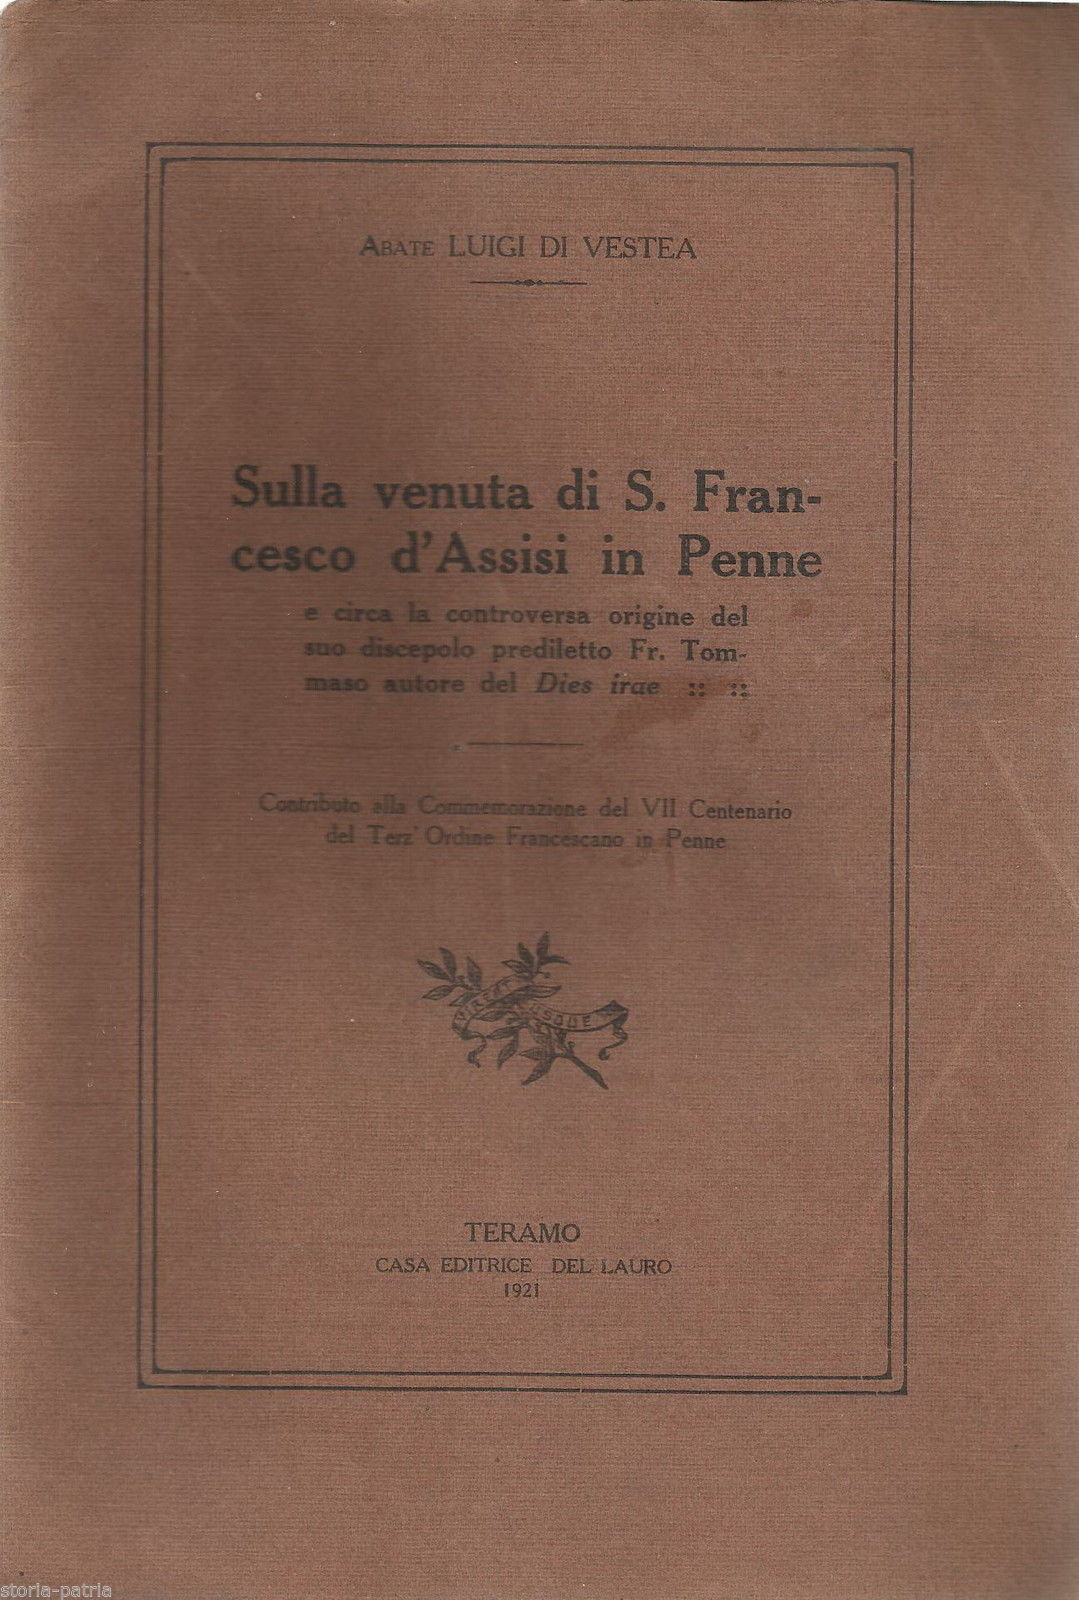 ABATE LUIGI DI VESTEA
Sulla venuta di S. Fran-
cesco d'Assisi in Penne
e circa la controversa origine del
suo discepolo prediletto Fr. Tom-
maso autore del Dies irae :: ::
Contributo alla Commemorazione del VII Centenario
del Terz' Ordine Francescano in Penne
USQUE
TERAMO
CASA EDITRICE DEL LAURO
1921
storia-patria